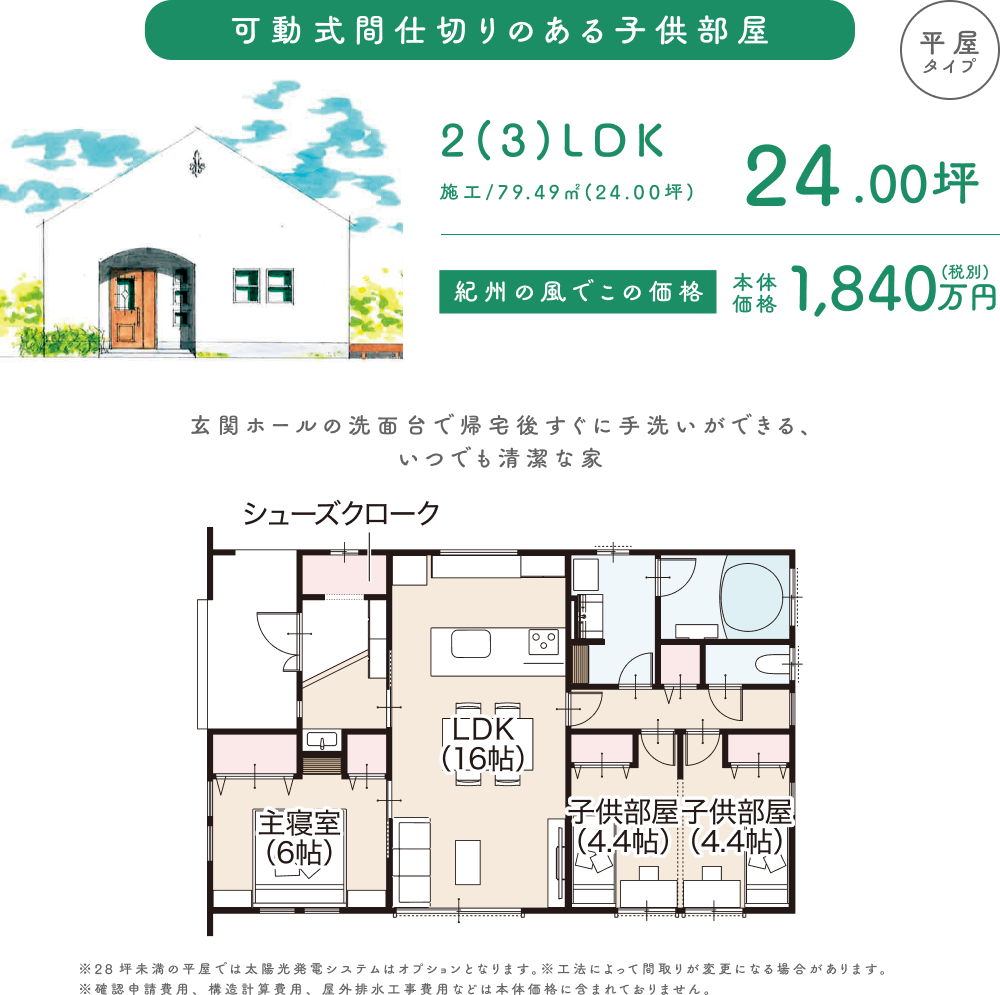 可動式間仕切りのある子供部屋
平屋
タイプ
2(3)LDK
施工/79.49㎡(24.00坪)
24.00坪
紀州の風でこの価格
本体
価格
1,840万円
(税別)
玄関ホールの洗面台で帰宅後すぐに手洗いができる、
いつでも清潔な家
シューズクローク
LDK
(16帖)
主寝室
(6帖)
子供部屋
(4.4帖)
子供部屋
(4.4帖)
※28坪未満の平屋では太陽光発電システムはオプションとなります。※工法によって間取りが変更になる場合があります。
※確認申請費用、構造計算費用、屋外排水工事費用などは本体価格に含まれておりません。